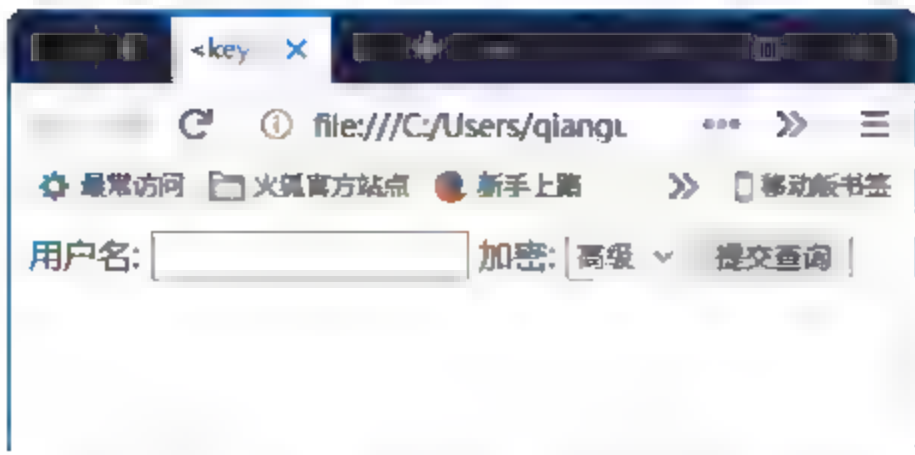 <key
file:///C:/Users/qiangu
最常访问 火狐官方站点 新手上路 移动版书签
用户名: 加密: 高级 提交查询